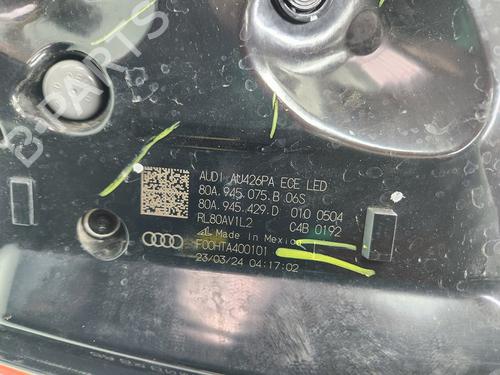 B-PARTS
AUDI AU426PA ECE LED
80A.945.075.B 06S
80A.945.429.D 010 0504
RL80AV1L2 C4B 0192
Made in Mexico
F00HTA400101
23/03/24 04:17:02